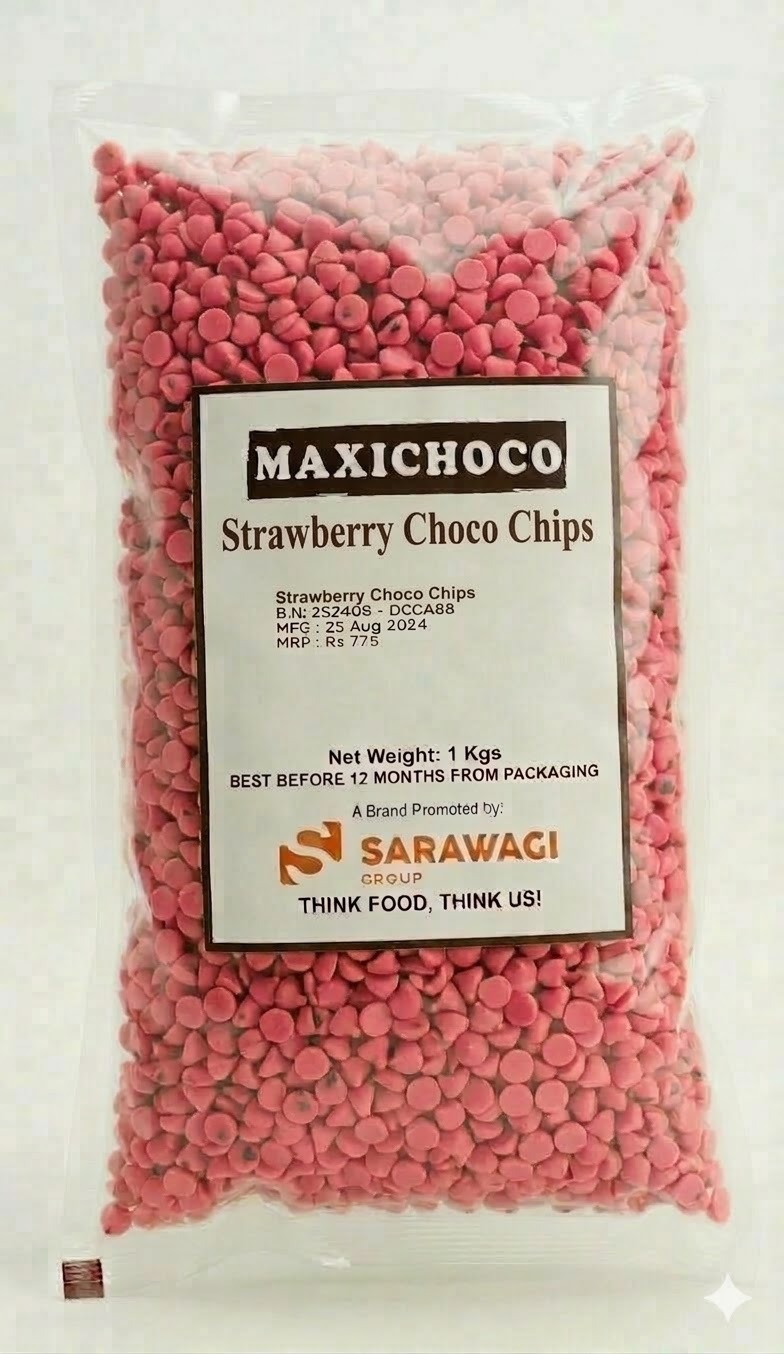 MAXICHOCO
Strawberry Choco Chips
Strawberry Choco Chips
B.N: 2S240S - DCCA88
MFG : 25 Aug 2024
MRP : Rs 775
Net Weight: 1 Kgs
BEST BEFORE 12 MONTHS FROM PACKAGING
A Brand Promoted by:
SARAWAGI
GROUP
THINK FOOD, THINK US!